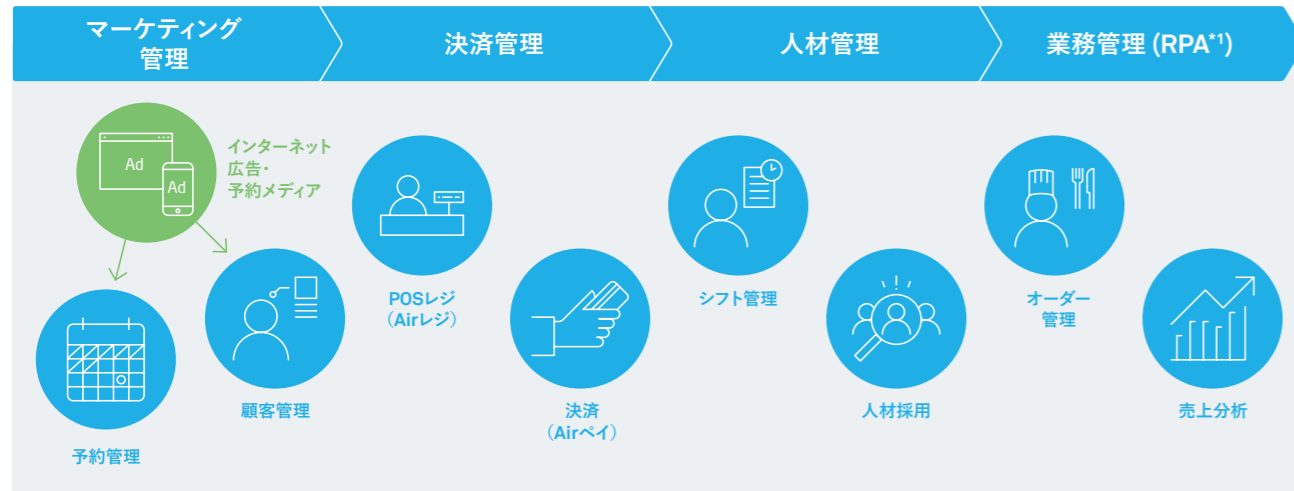 マーケティング
管理
決済管理
人材管理
業務管理 (RPA*1)
Ad
Ad
インターネット
広告・
予約メディア
予約管理
顧客管理
POSレジ
（Airレジ）
決済
（Airペイ）
シフト管理
人材採用
オーダー
管理
売上分析